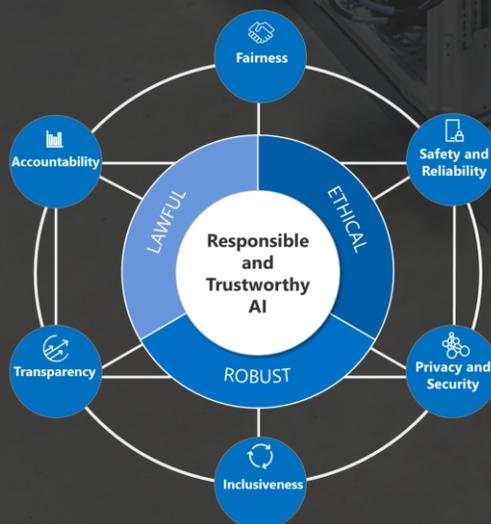 Fairness
Accountability
Safety and
Reliability
LAWFUL
ETHICAL
Responsible
and
Trustworthy
AI
Transparency
Privacy and
Security
ROBUST
Inclusiveness